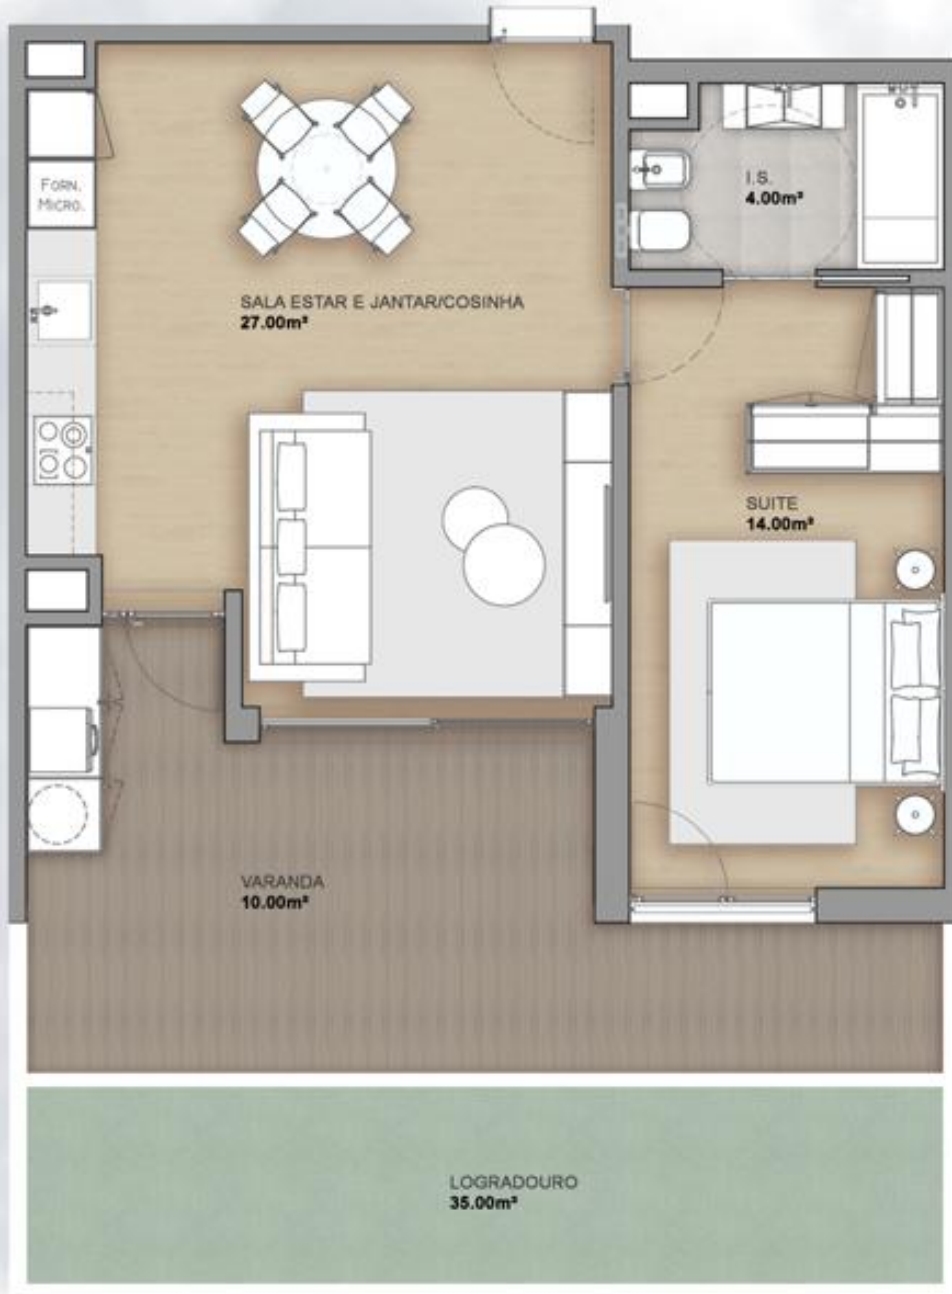 FORN.
MICRO.
I.S.
4.00m²
SALA ESTAR E JANTAR/COSINHA
27.00m²
SUITE
14.00m²
VARANDA
10.00m²
LOGRADOURO
35.00m²